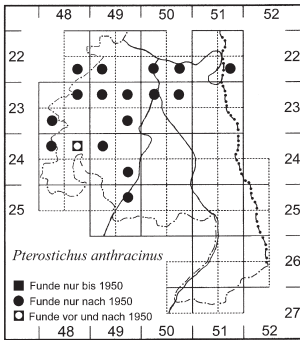 48 49 50 51 52
22 22
23 23
24 24
25 25
Pterostichus anthracinus
26
Funde nur bis 1950
Funde nur nach 1950
Funde vor und nach 1950
27
48 49 50 51 52